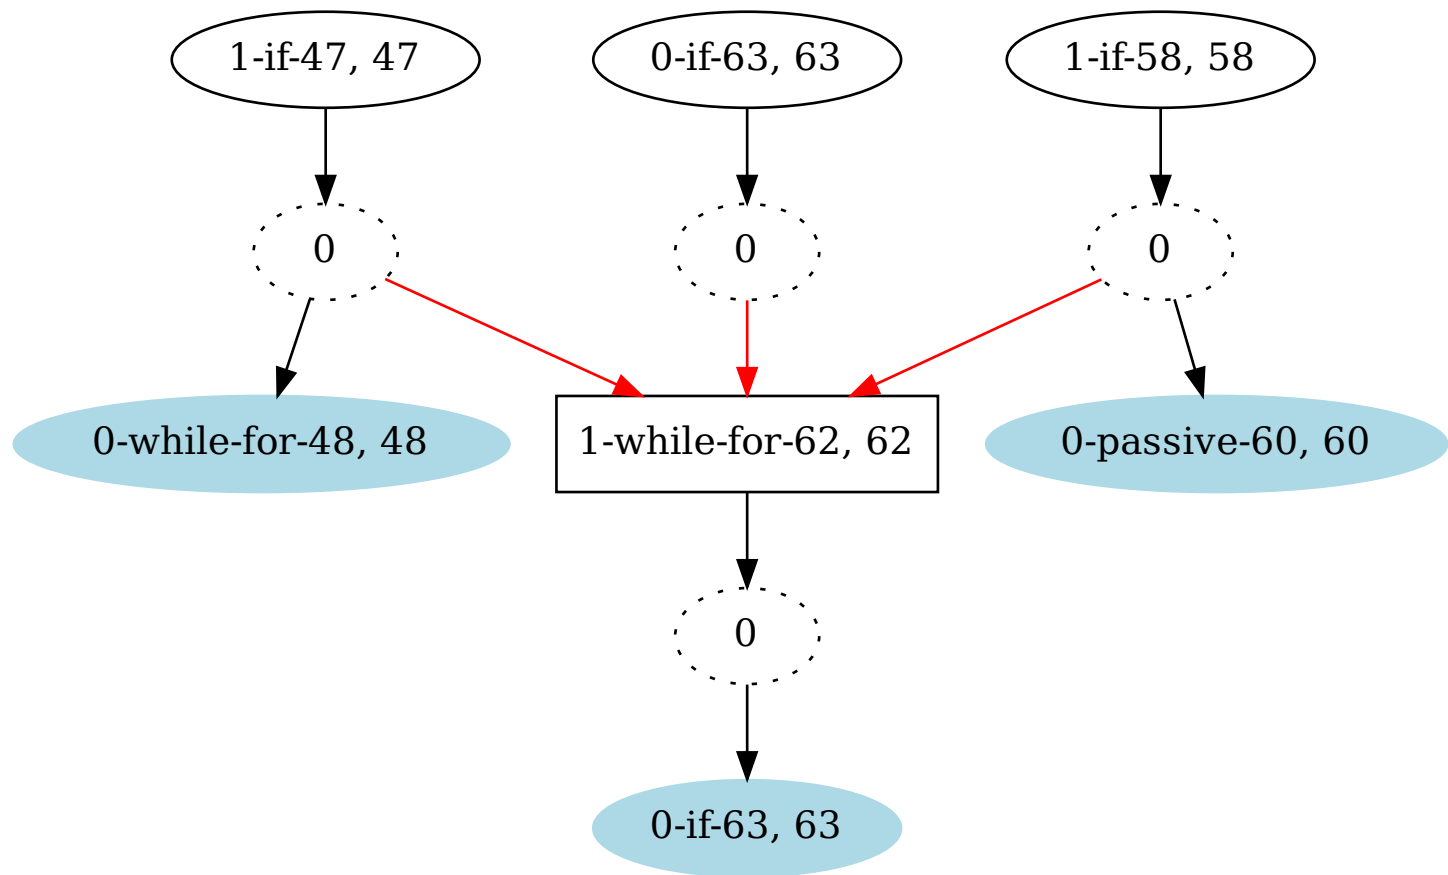 1-if-47, 47
0-if-63, 63
1-if-58, 58
0
0
0
0-while-for-48, 48
1-while-for-62, 62
0-passive-60, 60
0
0-if-63, 63